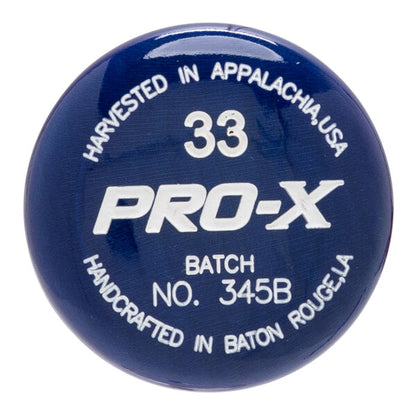 HARVESTED IN APPALACHIA, USA
33
PRO-X
BATCH
NO. 345B
HANDCRAFTED IN BATON ROUGE, LA